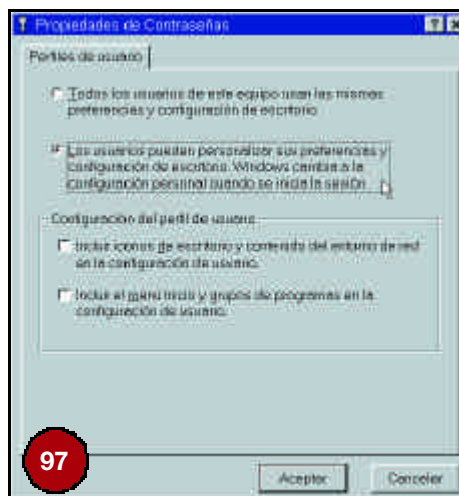 Propiedades de Contraseñas
Perfiles de usuario
Todos los usuarios de este equipo usan las mismas
preferencias y configuración de escritorio.
Los usuarios pueden personalizar sus preferencias y
configuración de escritorio. Windows cambia a la
configuración personal cuando se inicia la sesión.
Configuración del perfil de usuario
Incluir iconos de escritorio y contenido del entorno de red
en la configuración de usuario.
Incluir el menú Inicio y grupos de programas en la
configuración de usuario.
97
Aceptar
Cancelar